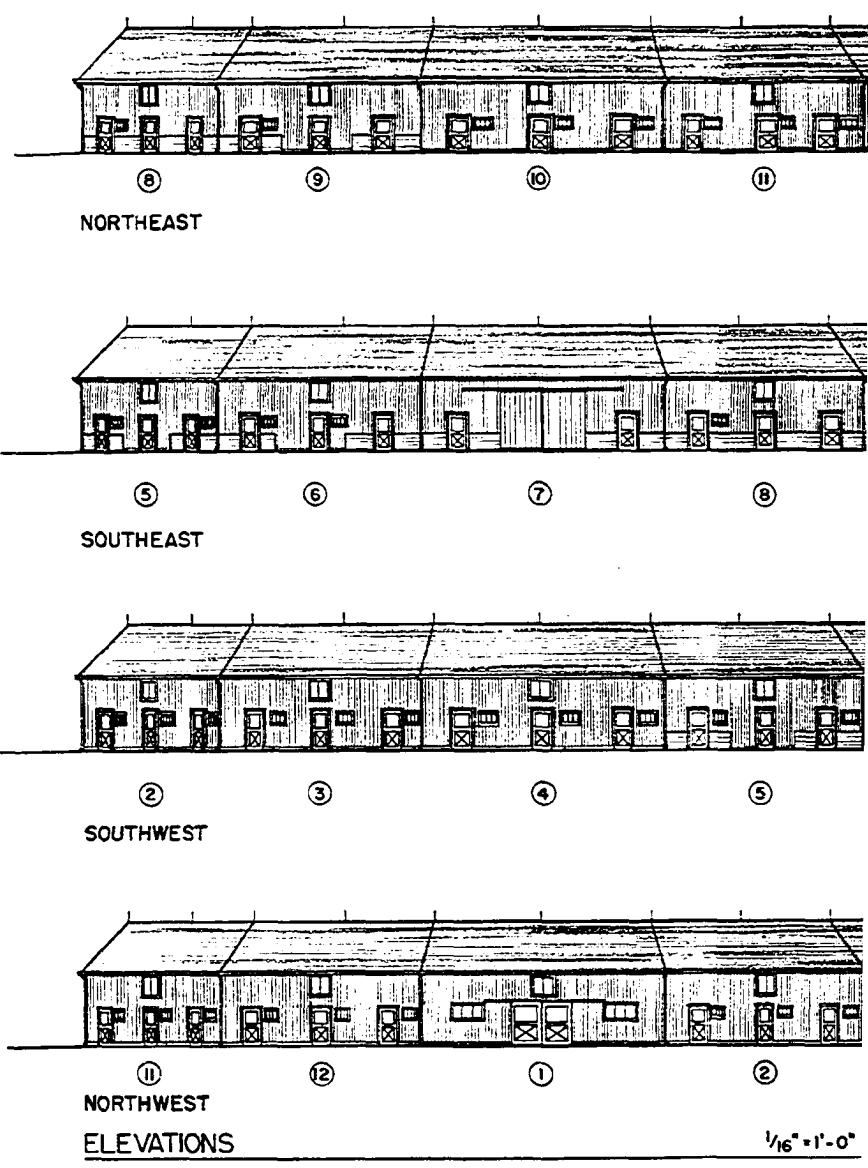 ⑧ ⑨ ⑩ ⑪
NORTHEAST
⑤ ⑥ ⑦ ⑧
SOUTHEAST
② ③ ④ ⑤
SOUTHWEST
⑪ ⑫ ① ②
NORTHWEST
ELEVATIONS 1/16" = 1'-0"